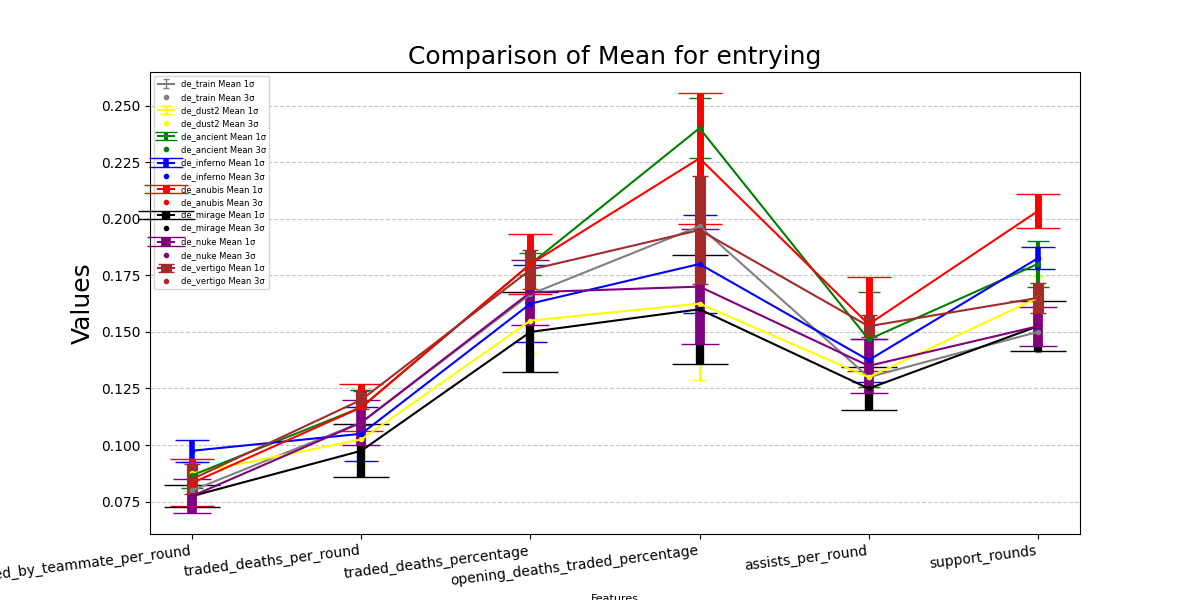 Comparison of Mean for entrying
de_train Mean 1σ
de_train Mean 3σ
de_dust2 Mean 1σ
de_dust2 Mean 3σ
de_ancient Mean 1σ
de_ancient Mean 3σ
de_inferno Mean 1σ
de_inferno Mean 3σ
de_anubis Mean 1σ
de_anubis Mean 3σ
de_mirage Mean 1σ
de_mirage Mean 3σ
de_nuke Mean 1σ
de_nuke Mean 3σ
de_vertigo Mean 1σ
de_vertigo Mean 3σ
Values
0.250
0.225
0.200
0.175
0.150
0.125
0.100
0.075
ed_by_teammate_per_round
traded_deaths_per_round
traded_deaths_percentage
opening_deaths_traded_percentage
assists_per_round
support_rounds
Features